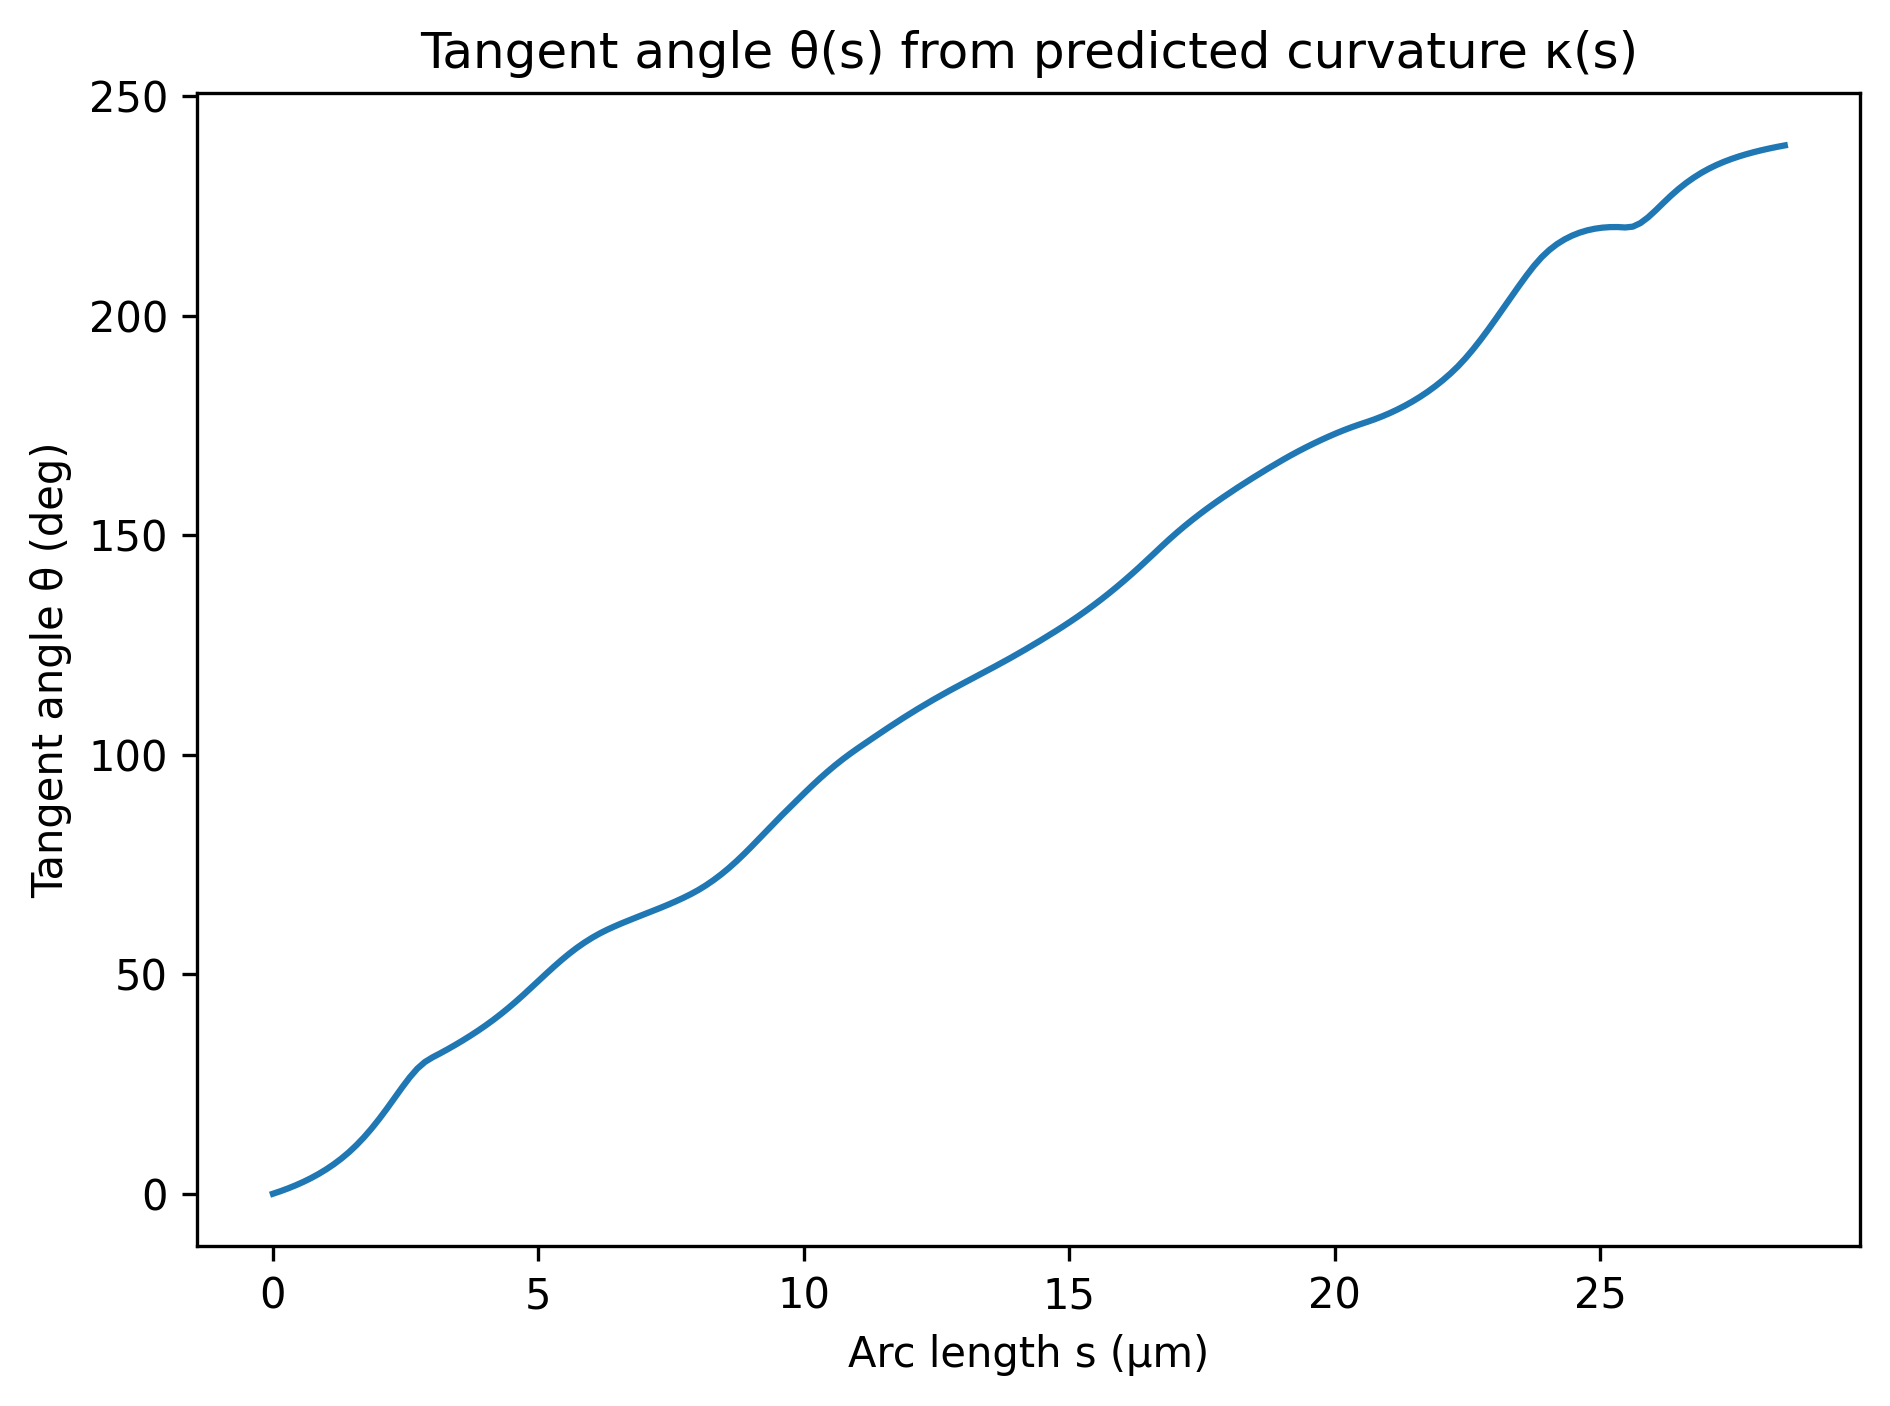 Tangent angle θ(s) from predicted curvature κ(s)
250
200
150
100
50
0
Tangent angle θ (deg)
0 5 10 15 20 25
Arc length s (μm)